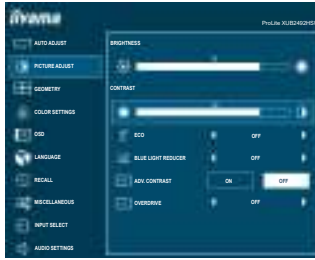 iiyama
ProLite XUB2492HSU
AUTO ADJUST
PICTURE ADJUST
GEOMETRY
COLOR SETTINGS
OSD
LANGUAGE
RECALL
MISCELLANEOUS
INPUT SELECT
AUDIO SETTINGS
BRIGHTNESS
CONTRAST
ECO
OFF
BLUE LIGHT REDUCER
OFF
ADV. CONTRAST
ON
OFF
OVERDRIVE
OFF